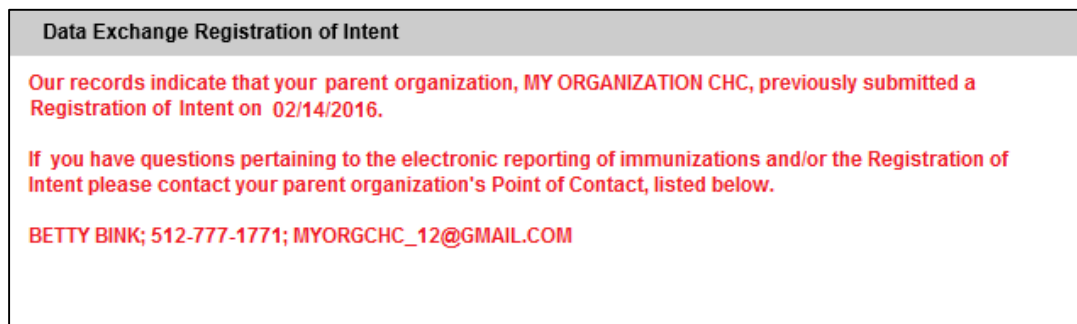 Data Exchange Registration of Intent
Our records indicate that your parent organization, MY ORGANIZATION CHC, previously submitted a
Registration of Intent on 02/14/2016.
If you have questions pertaining to the electronic reporting of immunizations and/or the Registration of
Intent please contact your parent organization's Point of Contact, listed below.
BETTY BINK; 512-777-1771; MYORGCHC_12@GMAIL.COM